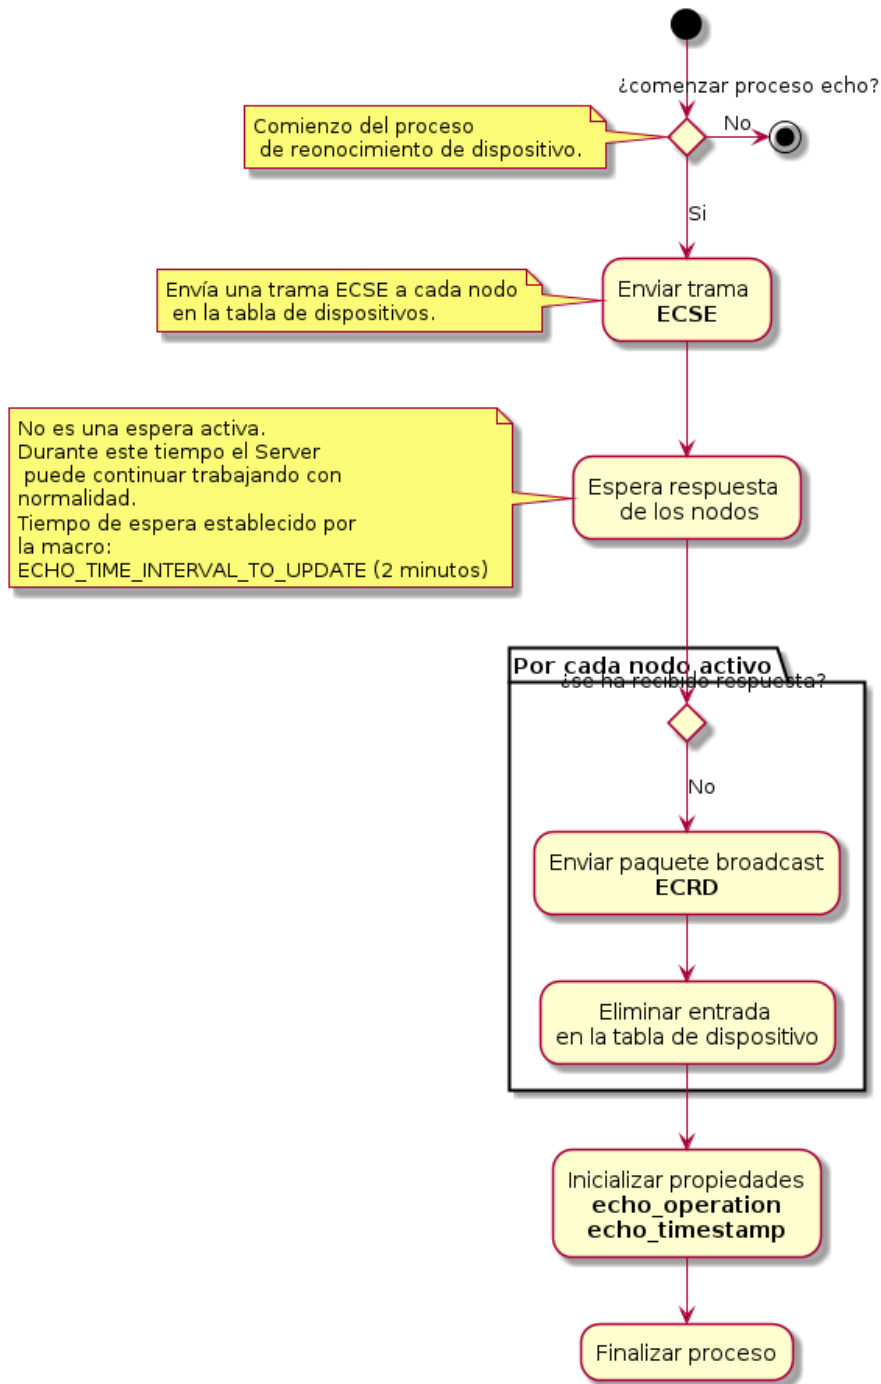 ¿comenzar proceso echo?
Comienzo del proceso
de reonocimiento de dispositivo.
No
Si
Envía una trama ECSE a cada nodo
en la tabla de dispositivos.
Enviar trama
ECSE
No es una espera activa.
Durante este tiempo el Server
puede continuar trabajando con
normalidad.
Tiempo de espera establecido por
la macro:
ECHO_TIME_INTERVAL_TO_UPDATE (2 minutos)
Espera respuesta
de los nodos
Por cada nodo activo
¿se ha recibido respuesta?
No
Enviar paquete broadcast
ECRD
Eliminar entrada
en la tabla de dispositivo
Inicializar propiedades
echo_operation
echo_timestamp
Finalizar proceso